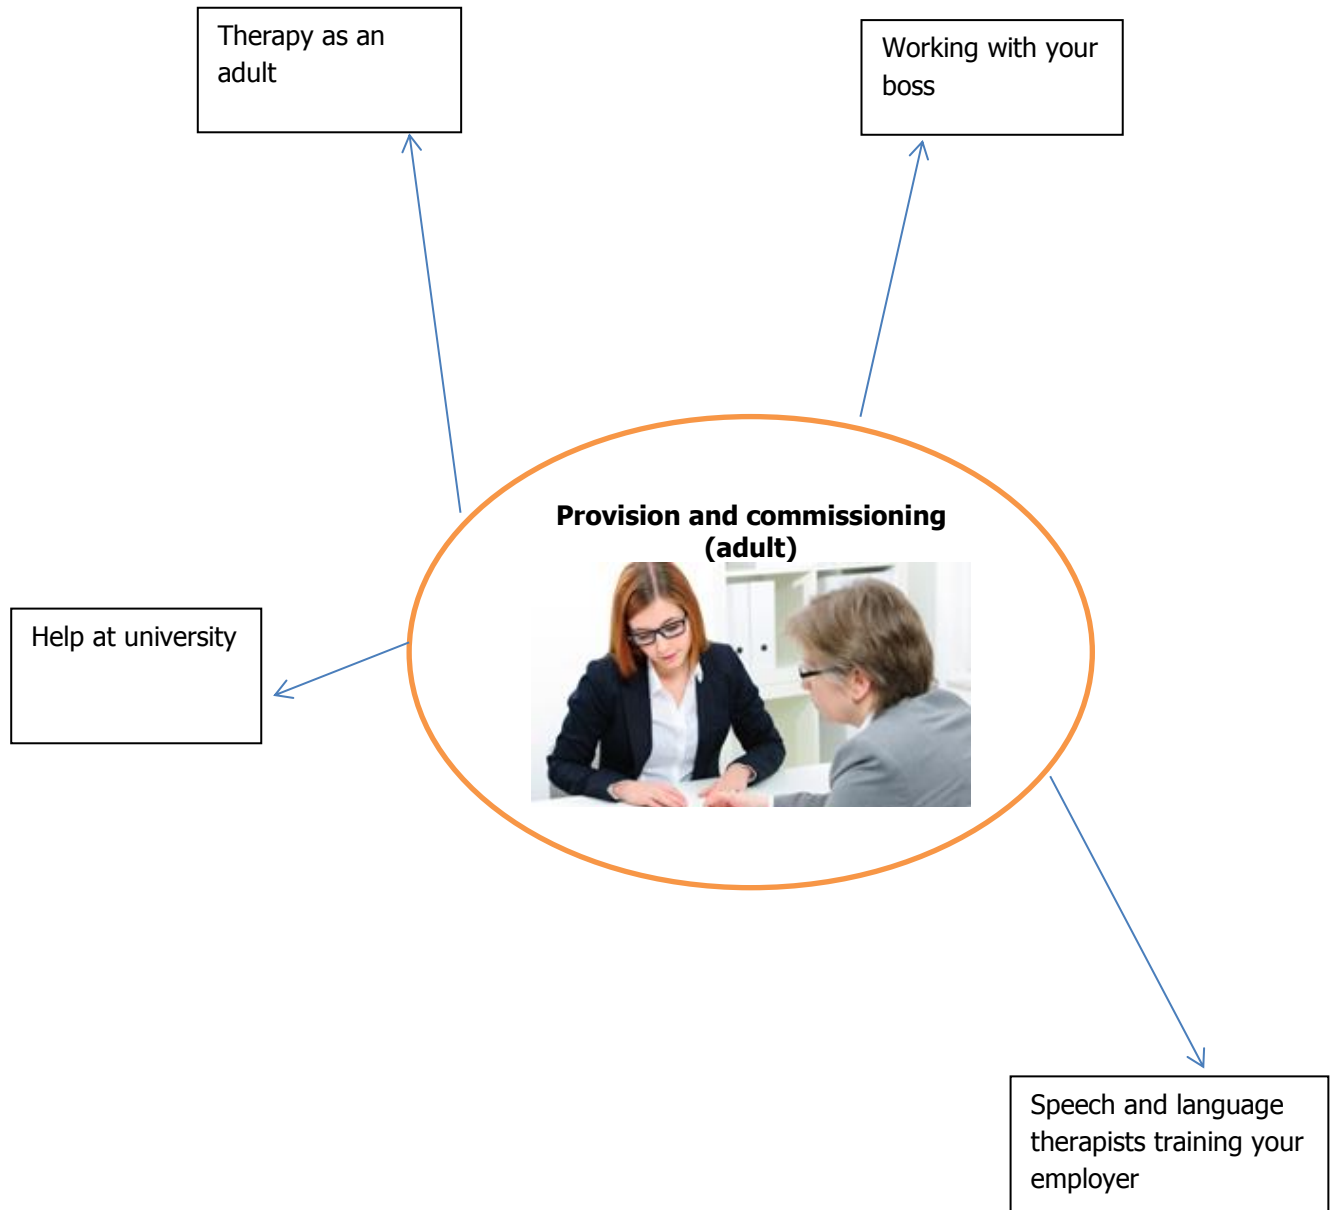 Therapy as an
adult
Working with your
boss
Provision and commissioning
(adult)
Help at university
Speech and language
therapists training your
employer